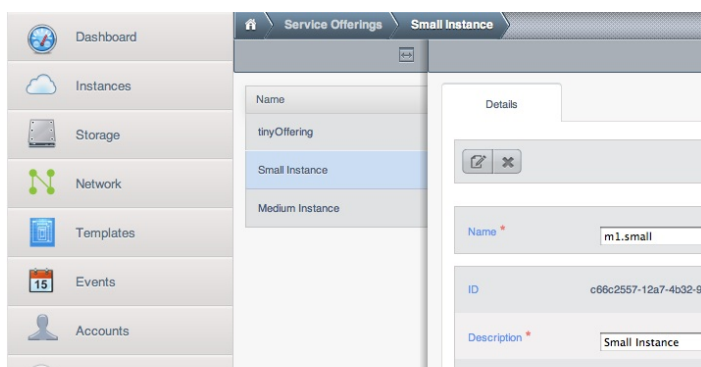 Service Offerings
Small Instance
Dashboard
Instances
Storage
Network
Templates
15
Events
Accounts
Name
tinyOffering
Small Instance
Medium Instance
Details
Name *
m1.small
ID
c66c2557-12a7-4b32-9
Description *
Small Instance